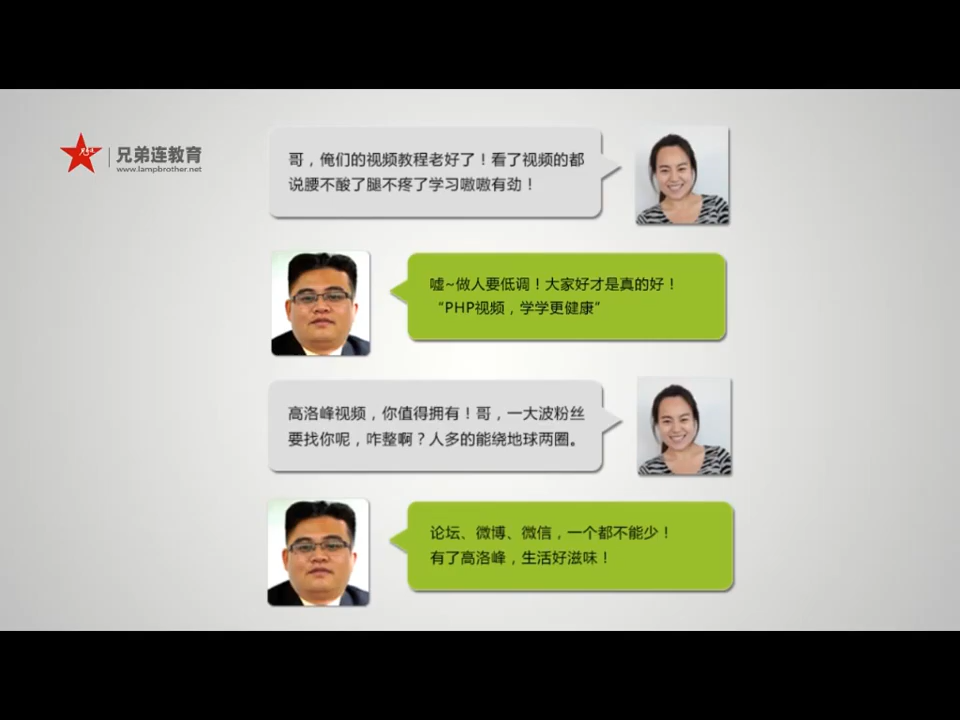 兄弟连教育
www.lampbrother.net
哥，俺们的视频教程老好了！看了视频的都
说腰不酸了腿不疼了学习嗷嗷有劲！
嘘~做人要低调！大家好才是真的好！
“PHP视频，学学更健康”
高洛峰视频，你值得拥有！哥，一大波粉丝
要找你呢，咋整啊？人多的能绕地球两圈。
论坛、微博、微信，一个都不能少！
有了高洛峰，生活好滋味！